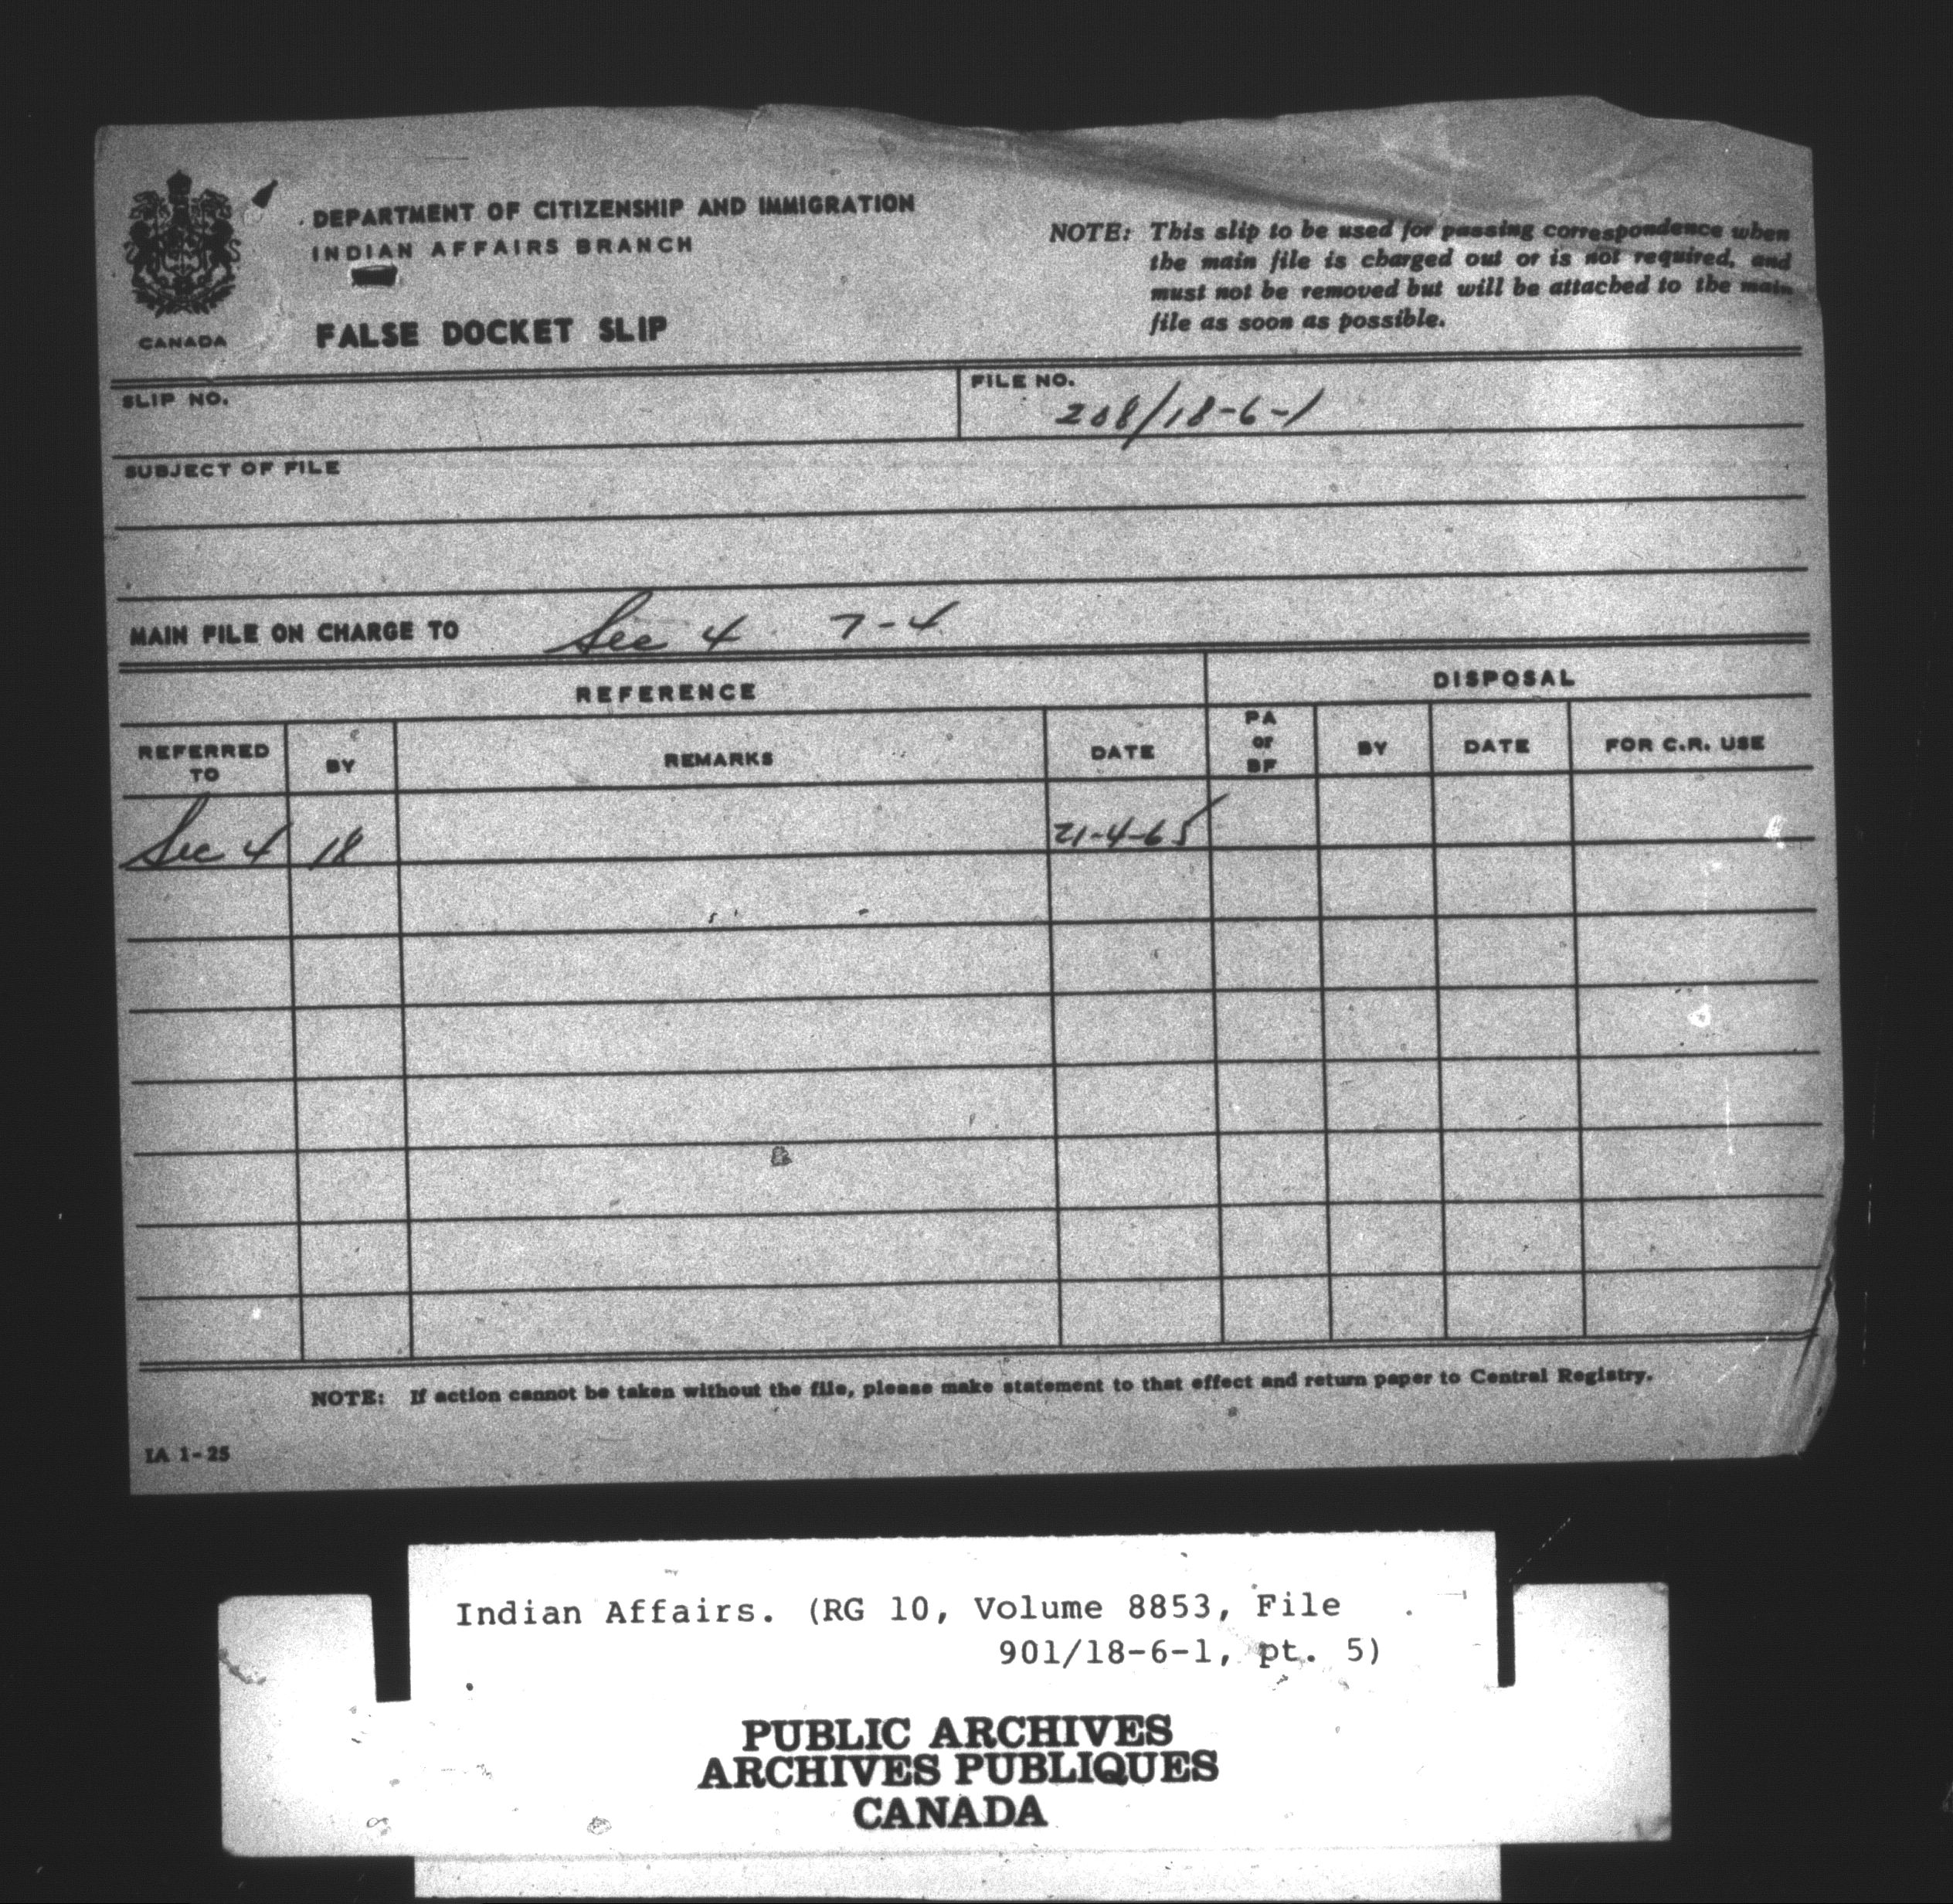 DEPARTMENT OF CITIZENSHIP AND IMMIGRATION
INDIAN AFFAIRS BRANCH
CANADA
FALSE DOCKET SLIP
NOTE: This slip to be used for passing correspondence when
the main file is charged out or is not required, and
must not be removed but will be attached to the main
file as soon as possible.
SLIP NO.
FILE NO.
208/18-6-1
SUBJECT OF FILE
MAIN FILE ON CHARGE TO Sec 4 7-4
REFERENCE
DISPOSAL
REFERRED TO
BY
REMARKS
DATE
PA or BF
BY
DATE
FOR C.R. USE
Sec 4 18 21-4-65
NOTE: If action cannot be taken without the file, please make statement to that effect and return paper to Central Registry.
IA 1-25
Indian Affairs. (RG 10, Volume 8853, File
901/18-6-1, pt. 5)
PUBLIC ARCHIVES
ARCHIVES PUBLIQUES
CANADA